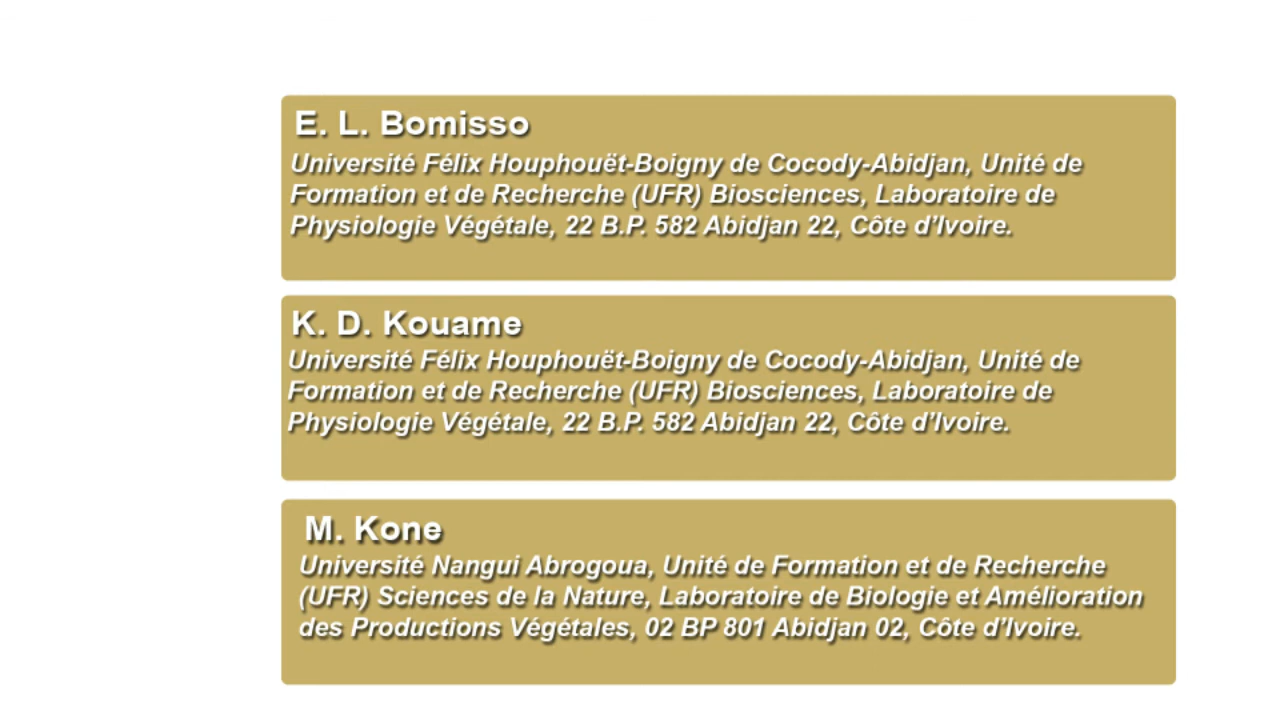 E. L. Bomisso
Université Félix Houphouët-Boigny de Cocody-Abidjan, Unité de
Formation et de Recherche (UFR) Biosciences, Laboratoire de
Physiologie Végétale, 22 B.P. 582 Abidjan 22, Côte d’Ivoire.
K. D. Kouame
Université Félix Houphouët-Boigny de Cocody-Abidjan, Unité de
Formation et de Recherche (UFR) Biosciences, Laboratoire de
Physiologie Végétale, 22 B.P. 582 Abidjan 22, Côte d’Ivoire.
M. Kone
Université Nangui Abrogoua, Unité de Formation et de Recherche
(UFR) Sciences de la Nature, Laboratoire de Biologie et Amélioration
des Productions Végétales, 02 BP 801 Abidjan 02, Côte d’Ivoire.